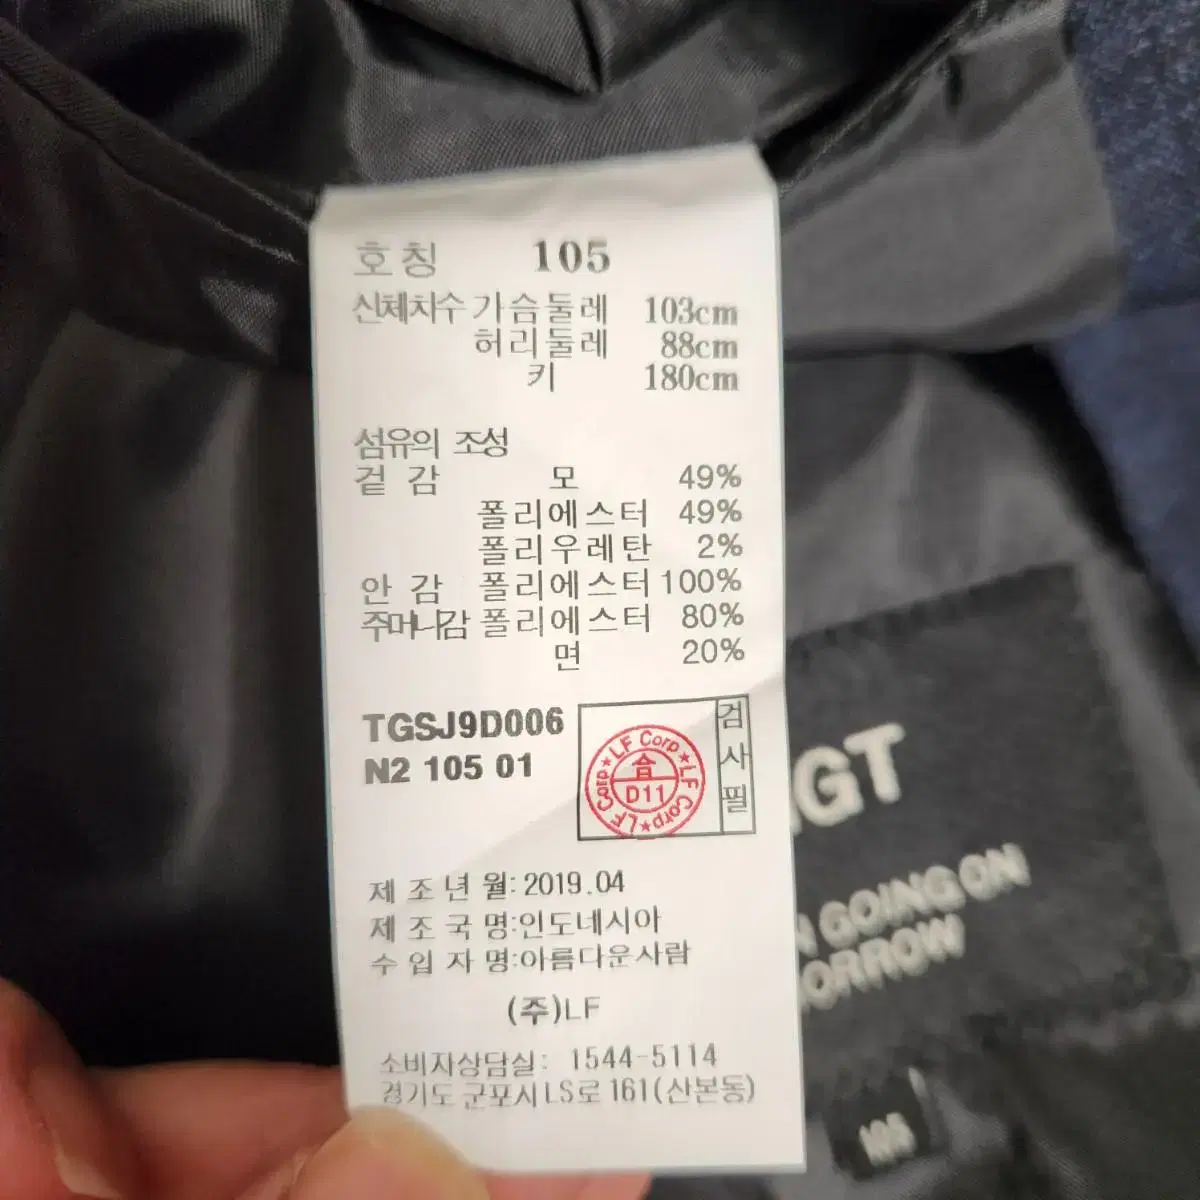 호칭 105
신체치수 가슴둘레 103cm
허리둘레 88cm
키 180cm
섬유의 조성
겉감 모 49%
폴리에스터 49%
폴리우레탄 2%
안감 폴리에스터 100%
주머니감 폴리에스터 80%
면 20%
TGSJ9D006
N2 105 01
검사필
LF Corp★LF Corp★LF Corp★
合
D11
제조년월:2019.04
제조국명:인도네시아
수입자명:아름다운사람
(주)LF
소비자상담실: 1544-5114
경기도 군포시 LS로 161(산본동)
GT
GOING ON
ORROW
105